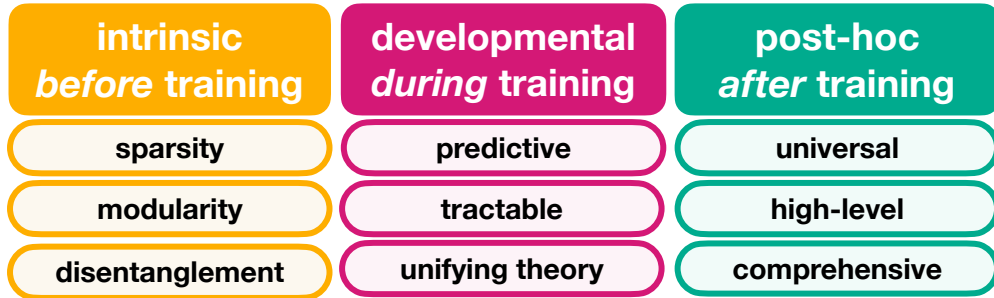 intrinsic
before training
developmental
during training
post-hoc
after training
sparsity
predictive
universal
modularity
tractable
high-level
disentanglement
unifying theory
comprehensive